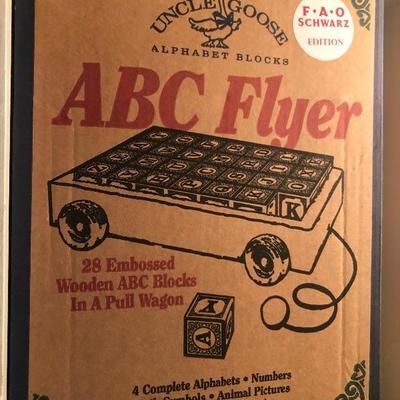 UNCLE GOOSE
ALPHABET BLOCKS
F·A·O
SCHWARZ
EDITION
ABC Flyer
K
28 Embossed
Wooden ABC Blocks
In A Pull Wagon
X
A
4 Complete Alphabets • Numbers
Symbols • Animal Pictures